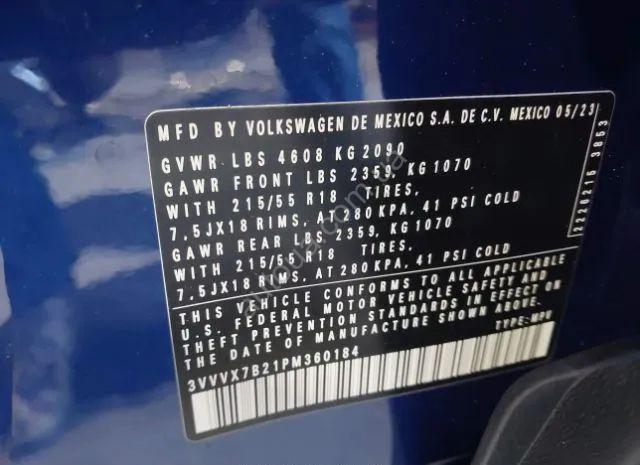 MFD BY VOLKSWAGEN DE MEXICO S.A. DE C.V. MEXICO 05/23
GVWR LBS 4608 KG 2090
GAWR FRONT LBS 2359, KG 1070
WITH 215/55 R18 TIRES,
7,5JX18 RIMS, AT 280 KPA, 41 PSI COLD
GAWR REAR LBS 2359, KG 1070
WITH 215/55 R18 TIRES,
7,5JX18 RIMS, AT 280 KPA, 41 PSI COLD
THIS VEHICLE CONFORMS TO ALL APPLICABLE
U.S. FEDERAL MOTOR VEHICLE SAFETY AND
THEFT PREVENTION STANDARDS IN EFFECT ON
THE DATE OF MANUFACTURE SHOWN ABOVE.
3VVVX7B21PM360184 TYPE:MPV
2226215 3853